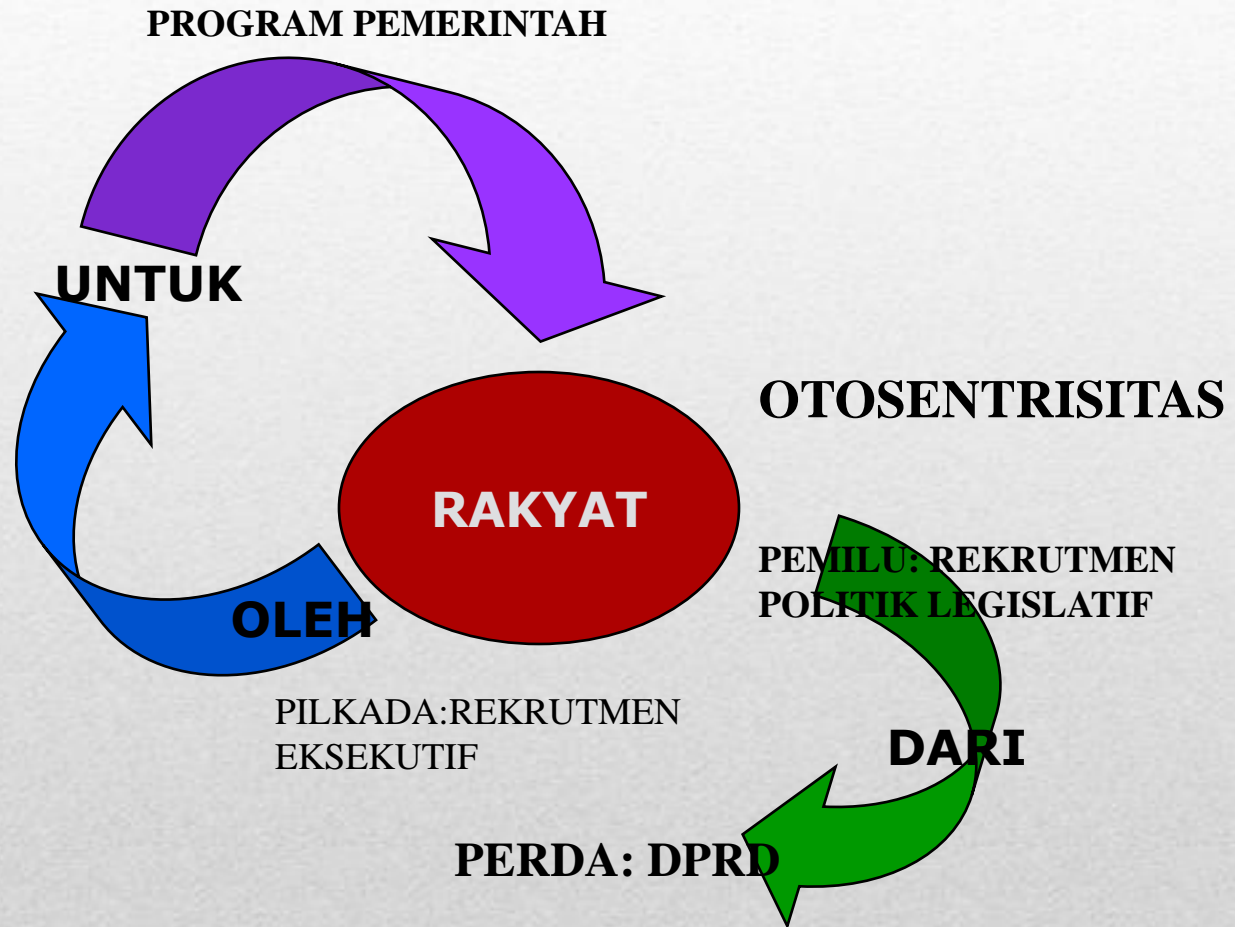 PROGRAM PEMERINTAH
UNTUK
OTOSENTRISITAS
RAKYAT
PEMILU: REKRUTMEN
POLITIK LEGISLATIF
OLEH
PILKADA:REKRUTMEN
EKSEKUTIF
DARI
PERDA: DPRD